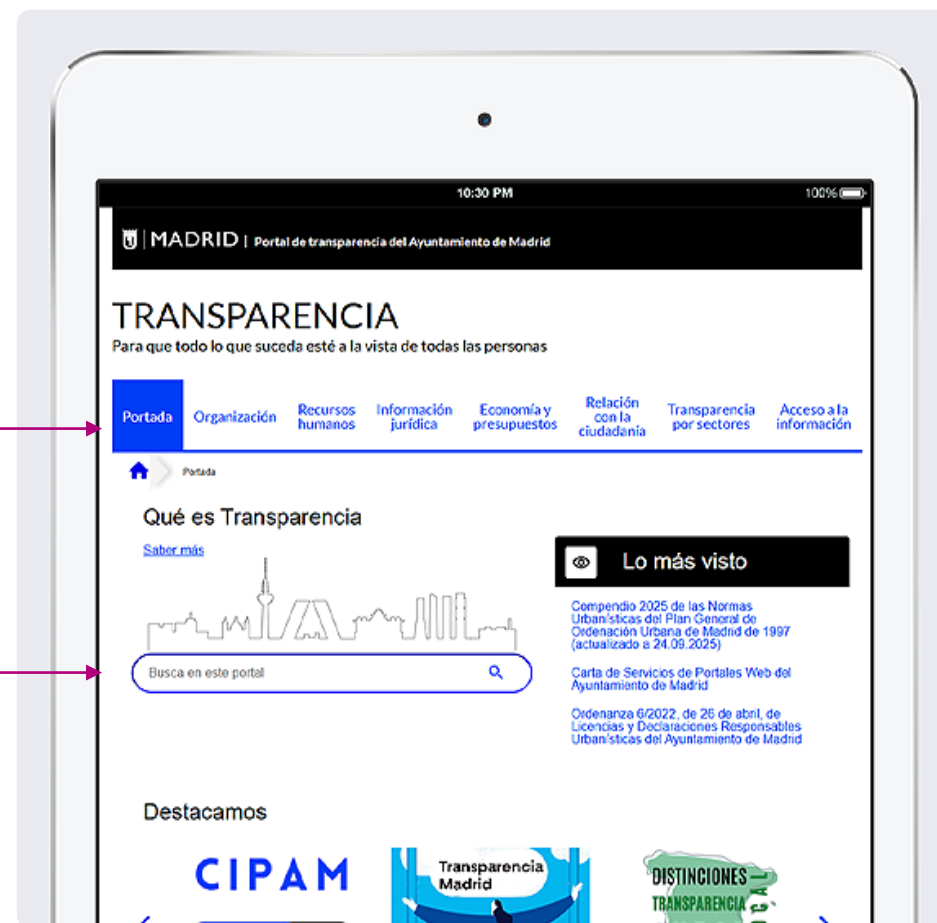 10:30 PM
100%
MADRID | Portal de transparencia del Ayuntamiento de Madrid
TRANSPARENCIA
Para que todo lo que suceda esté a la vista de todas las personas
Portada
Organización
Recursos
humanos
Información
jurídica
Economía y
presupuestos
Relación
con la
ciudadanía
Transparencia
por sectores
Acceso a la
información
Portada
Qué es Transparencia
Saber más
Busca en este portal
Lo más visto
Compendio 2025 de las Normas
Urbanísticas del Plan General de
Ordenación Urbana de Madrid de 1997
(actualizado a 24.09.2025)
Carta de Servicios de Portales Web del
Ayuntamiento de Madrid
Ordenanza 6/2022, de 26 de abril, de
Licencias y Declaraciones Responsables
Urbanísticas del Ayuntamiento de Madrid
Destacamos
CIPAM
Transparencia
Madrid
DISTINCIONES
TRANSPARENCIA